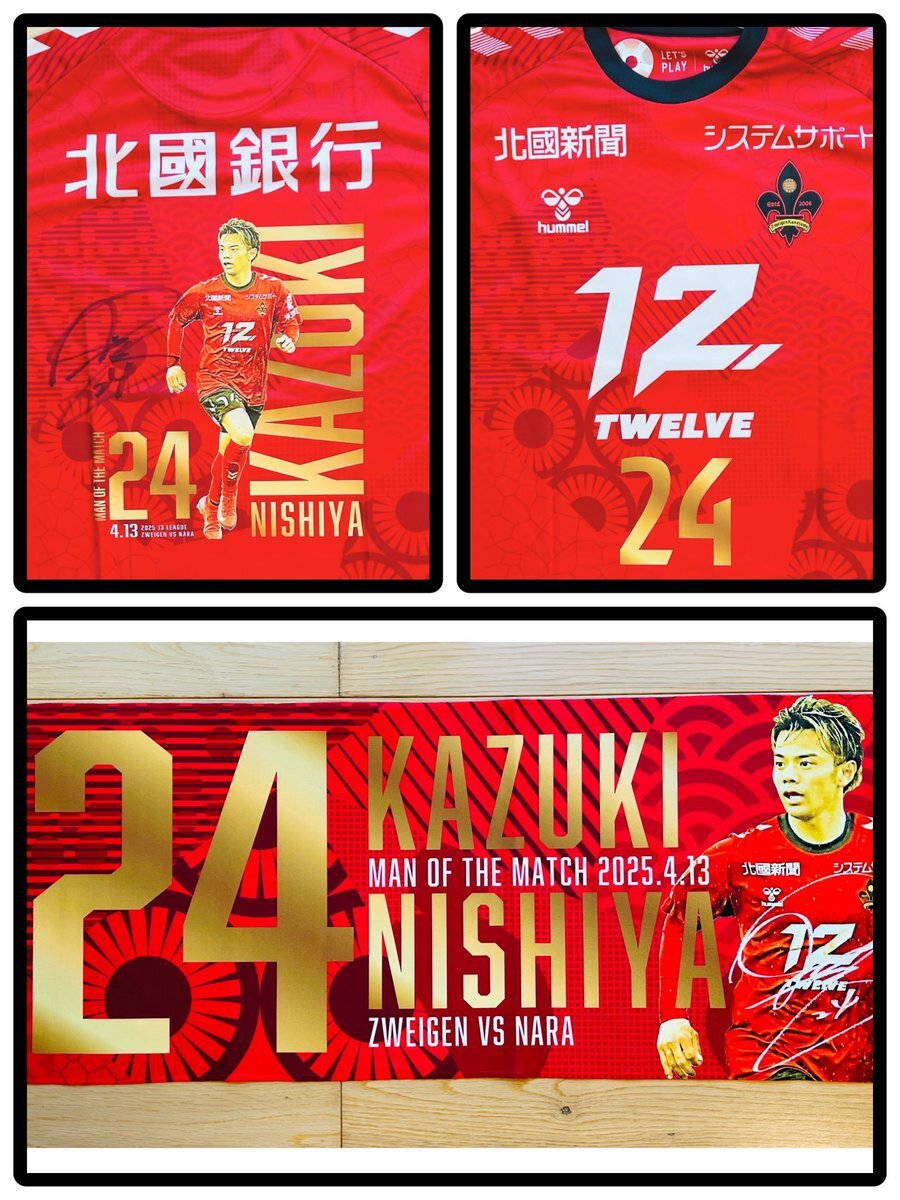 北國銀行
KAZUKI
北國新聞 システムサポート
12
TWELVE
MAN OF THE MATCH
24
4.13 2025 J3 LEAGUE
ZWEIGEN VS NARA
NISHIYA
LET'S
PLAY
北國新聞 システムサポート
hummel
Estd 2006
12
TWELVE
24
24
KAZUKI
MAN OF THE MATCH 2025.4.13
NISHIYA
ZWEIGEN VS NARA
北國新聞 システム
hummel
12
TWELVE